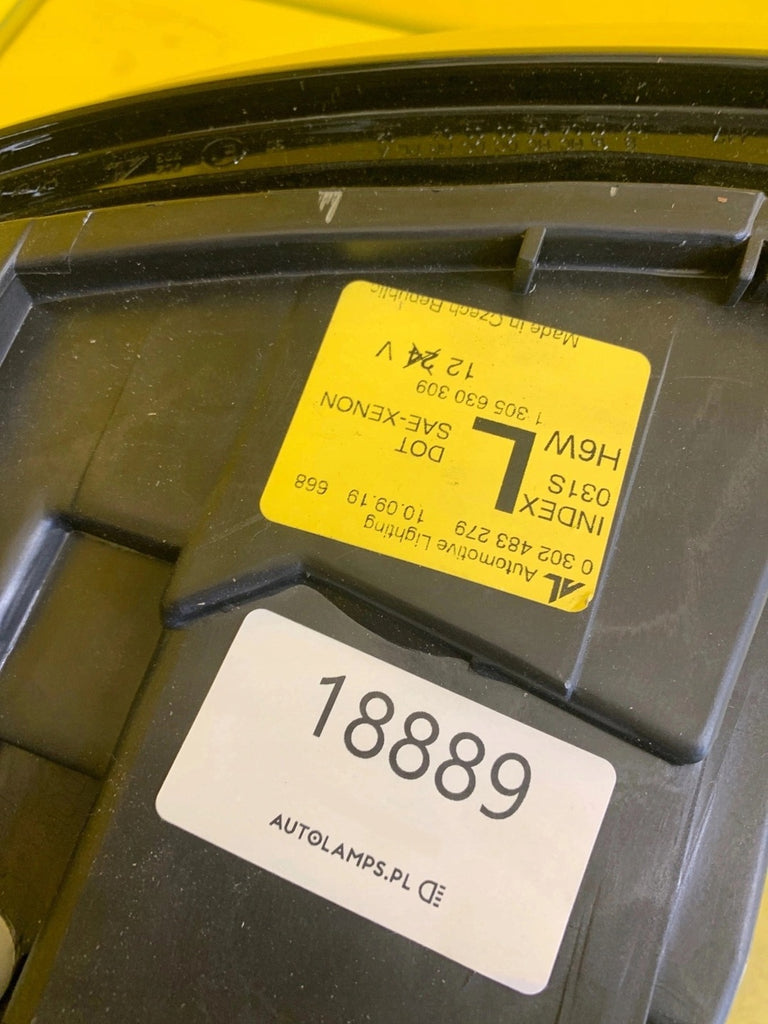 AL Automotive Lighting
0 302 483 279 10.09.19 668
INDEX
031S
L
DOT
SAE-XENON
H6W
1 305 630 309
12 24 V
Made in Czech Republic
18889
AUTOLAMPS.PL